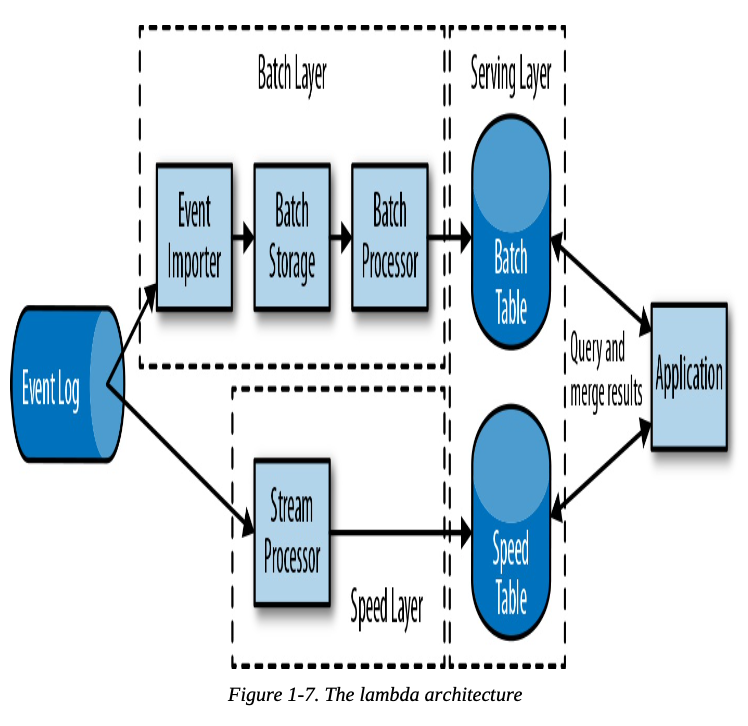 Batch Layer
Serving Layer
Event
Importer
Batch
Storage
Batch
Processor
Batch
Table
Event Log
Query and
merge results
Application
Stream
Processor
Speed Layer
Speed
Table
Figure 1-7. The lambda architecture